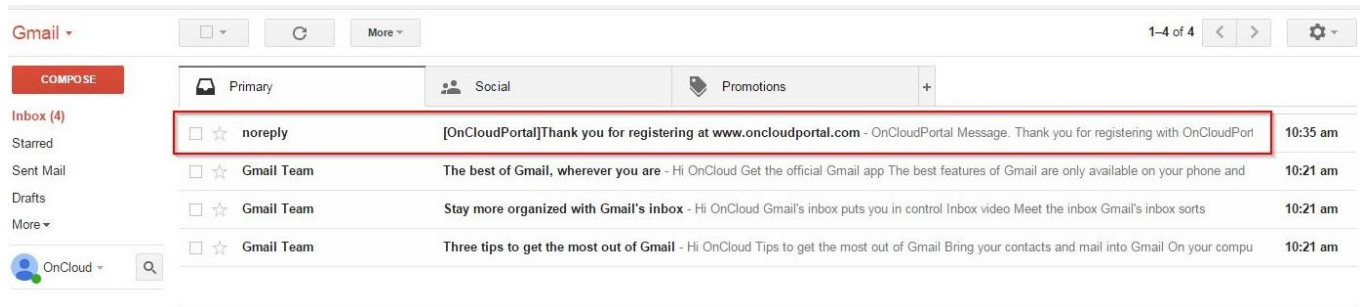 Gmail More 1–4 of 4
COMPOSE
Primary Social Promotions +
Inbox (4)
noreply [OnCloudPortal]Thank you for registering at www.oncloudportal.com - OnCloudPortal Message. Thank you for registering with OnCloudPort 10:35 am
Starred
Sent Mail
Gmail Team The best of Gmail, wherever you are - Hi OnCloud Get the official Gmail app The best features of Gmail are only available on your phone and 10:21 am
Drafts
Gmail Team Stay more organized with Gmail's inbox - Hi OnCloud Gmail's inbox puts you in control Inbox video Meet the inbox Gmail's inbox sorts 10:21 am
More
Gmail Team Three tips to get the most out of Gmail - Hi OnCloud Tips to get the most out of Gmail Bring your contacts and mail into Gmail On your compu 10:21 am
OnCloud